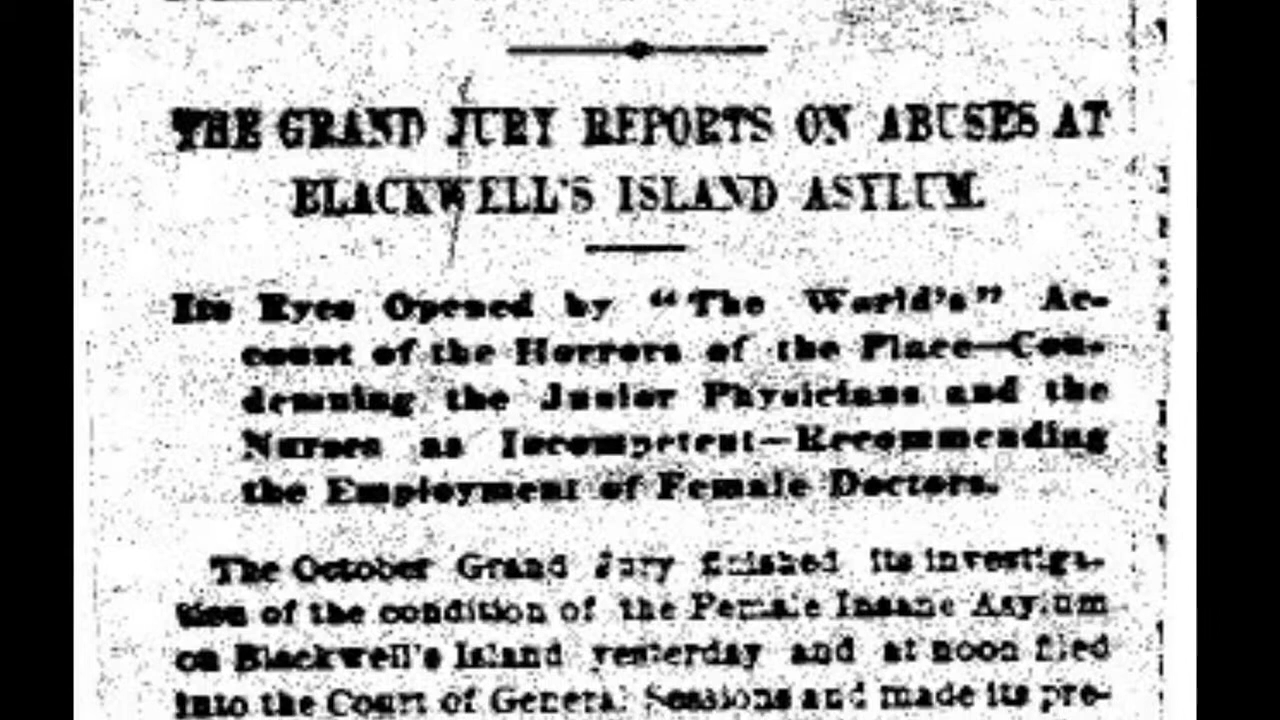 THE GRAND JURY REPORTS ON ABUSES AT
BLACKWELL'S ISLAND ASYLUM.
Its Eyes Opened by "The World's" Ac-
count of the Horrors of the Place—Con-
demning the Junior Physicians and the
Nurses as Incompetent—Recommending
the Employment of Female Doctors.
The October Grand Jury finished its investiga-
tion of the condition of the Female Insane Asylum
on Blackwell's Island yesterday and at noon filed
into the Court of General Sessions and made its pre-